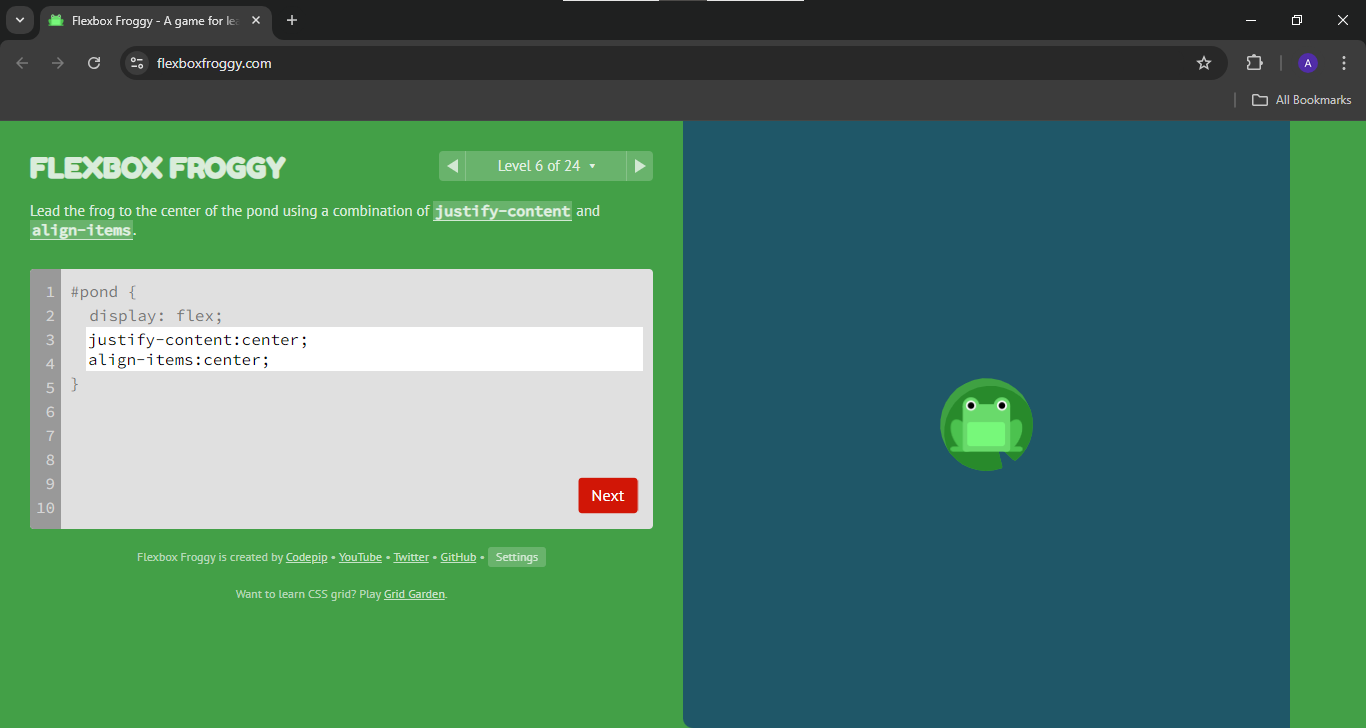 Flexbox Froggy - A game for le
flexboxfroggy.com
A
All Bookmarks
FLEXBOX FROGGY
Level 6 of 24
Lead the frog to the center of the pond using a combination of justify-content and
align-items.
1 #pond {
2 display: flex;
3 justify-content:center;
4 align-items:center;
5 }
6
7
8
9
10
Next
Flexbox Froggy is created by Codepip • YouTube • Twitter • GitHub • Settings
Want to learn CSS grid? Play Grid Garden.